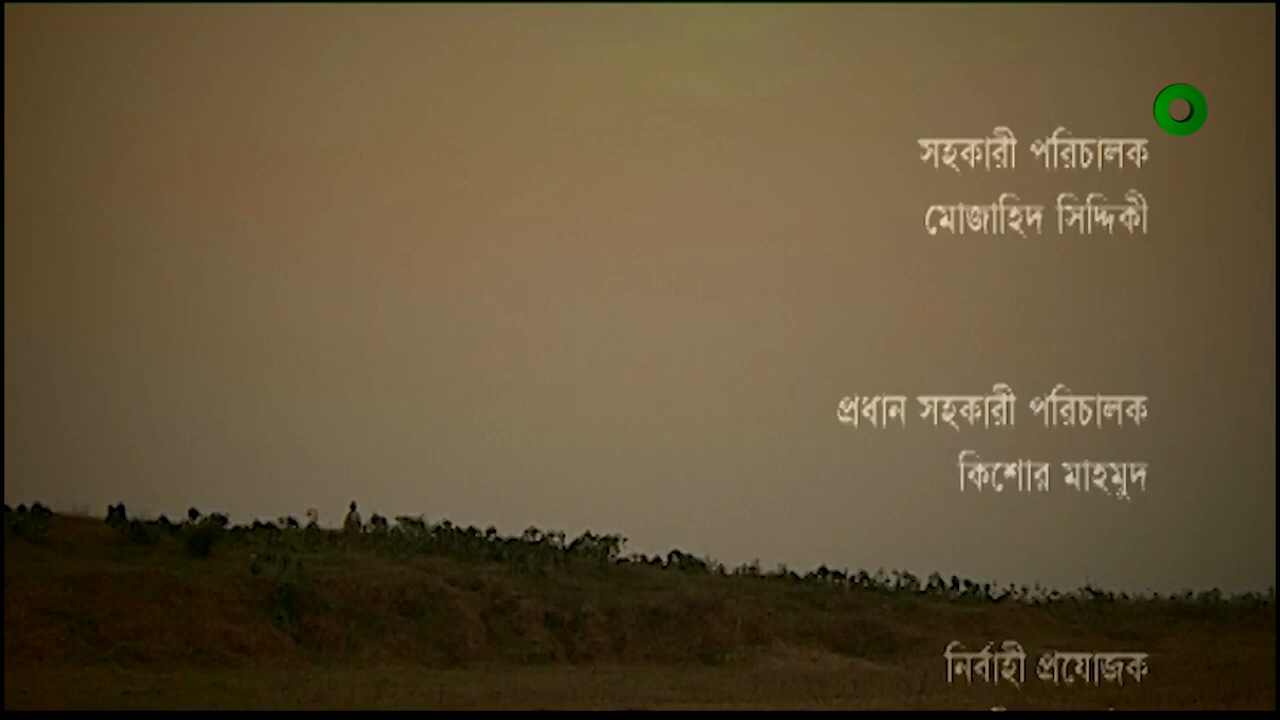 সহকারী পরিচালক
মোজাহিদ সিদ্দিকী
প্রধান সহকারী পরিচালক
কিশোর মাহমুদ
নির্বাহী প্রযোজক